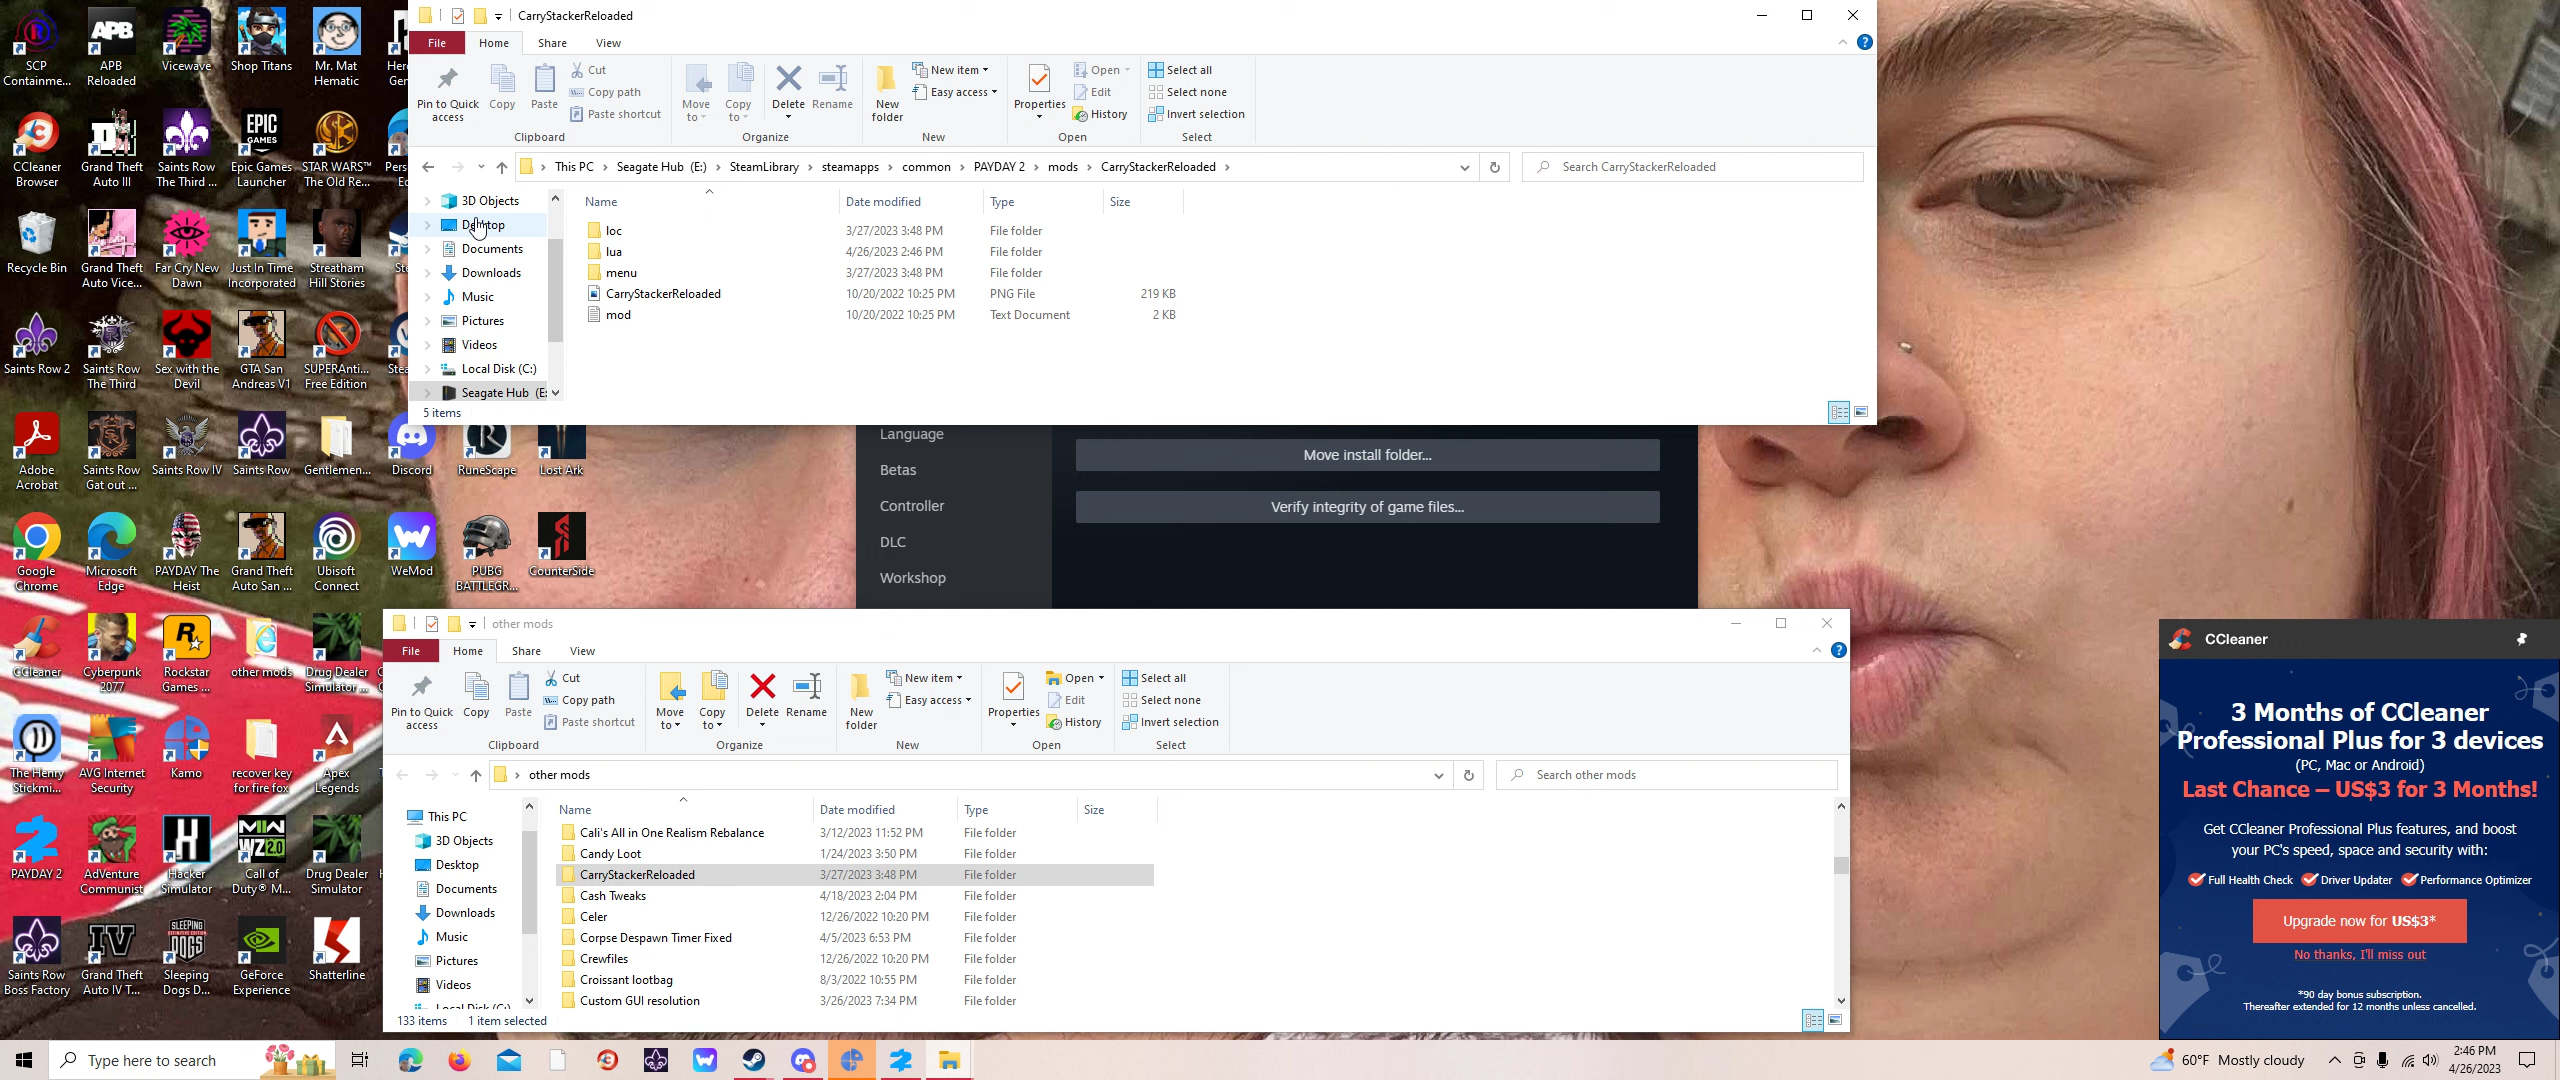 CarryStackerReloaded
File Home Share View
Pin to Quick access
Copy
Paste
Cut
Copy path
Paste shortcut
Clipboard
Move to
Copy to
Delete
Rename
Organize
New folder
New item
Easy access
New
Properties
Open
Edit
History
Open
Select all
Select none
Invert selection
Select
This PC > Seagate Hub (E:) > SteamLibrary > steamapps > common > PAYDAY 2 > mods > CarryStackerReloaded >
Search CarryStackerReloaded
3D Objects
Desktop
Documents
Downloads
Music
Pictures
Videos
Local Disk (C:)
Seagate Hub (E:
Name Date modified Type Size
loc 3/27/2023 3:48 PM File folder
lua 4/26/2023 2:46 PM File folder
menu 3/27/2023 3:48 PM File folder
CarryStackerReloaded 10/20/2022 10:25 PM PNG File 219 KB
mod 10/20/2022 10:25 PM Text Document 2 KB
5 items
SCP Containme...
APB Reloaded
Vicewave
Shop Titans
Mr. Mat Hematic
CCleaner Browser
Grand Theft Auto III
Saints Row The Third ...
Epic Games Launcher
STAR WARS™ The Old Re...
Recycle Bin
Grand Theft Auto Vice...
Far Cry New Dawn
Just In Time Incorporated
Streatham Hill Stories
Saints Row 2
Saints Row The Third
Sex with the Devil
GTA San Andreas V1
SUPERAnti... Free Edition
Adobe Acrobat
Saints Row Gat out ...
Saints Row IV
Saints Row
Gentlemen...
Discord
RuneScape
Lost Ark
Google Chrome
Microsoft Edge
PAYDAY The Heist
Grand Theft Auto San ...
Ubisoft Connect
WeMod
PUBG BATTLEGR...
CounterSide
CCleaner
Cyberpunk 2077
Rockstar Games ...
other mods
Drug Dealer Simulator ...
The Henry Stickmi...
AVG Internet Security
Kamo
recover key for fire fox
Apex Legends
PAYDAY 2
AdVenture Communist
Hacker Simulator
Call of Duty® M...
Drug Dealer Simulator
Saints Row Boss Factory
Grand Theft Auto IV T...
Sleeping Dogs D...
GeForce Experience
Shatterline
Language
Betas
Controller
DLC
Workshop
Move install folder...
Verify integrity of game files...
other mods
File Home Share View
Pin to Quick access
Copy
Paste
Cut
Copy path
Paste shortcut
Clipboard
Move to
Copy to
Delete
Rename
Organize
New folder
New item
Easy access
New
Properties
Open
Edit
History
Open
Select all
Select none
Invert selection
Select
other mods
Search other mods
This PC
3D Objects
Desktop
Documents
Downloads
Music
Pictures
Videos
Local Disk (C:)
Name Date modified Type Size
Cali's All in One Realism Rebalance 3/12/2023 11:52 PM File folder
Candy Loot 1/24/2023 3:50 PM File folder
CarryStackerReloaded 3/27/2023 3:48 PM File folder
Cash Tweaks 4/18/2023 2:04 PM File folder
Celer 12/26/2022 10:20 PM File folder
Corpse Despawn Timer Fixed 4/5/2023 6:53 PM File folder
Crewfiles 12/26/2022 10:20 PM File folder
Croissant lootbag 8/3/2022 10:55 PM File folder
Custom GUI resolution 3/26/2023 7:34 PM File folder
133 items 1 item selected
CCleaner
3 Months of CCleaner
Professional Plus for 3 devices
(PC, Mac or Android)
Last Chance – US$3 for 3 Months!
Get CCleaner Professional Plus features, and boost
your PC's speed, space and security with:
Full Health Check Driver Updater Performance Optimizer
Upgrade now for US$3*
No thanks, I'll miss out
*90 day bonus subscription.
Thereafter extended for 12 months unless cancelled.
Type here to search
60°F Mostly cloudy
2:46 PM
4/26/2023